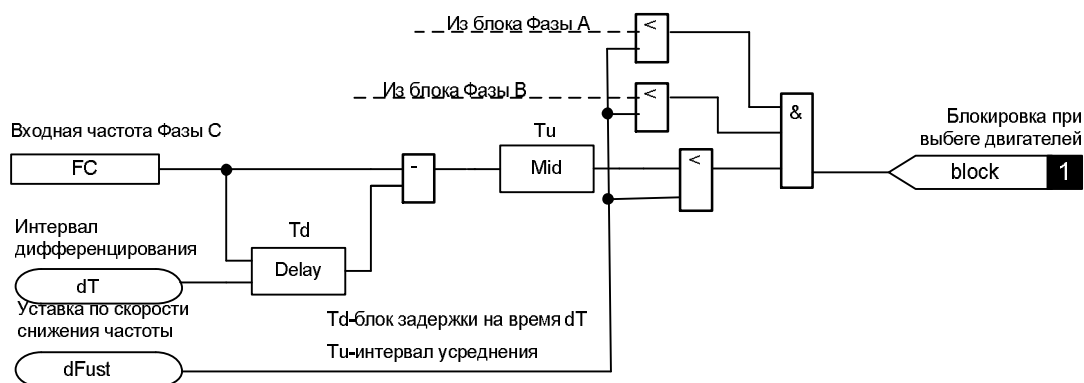 Из блока Фазы А
<
Из блока Фазы В
<
&
Входная частота Фазы С
FC
-
Tu
Mid
<
Блокировка при
выбеге двигателей
block
1
Интервал
дифференцирования
dT
Td
Delay
Уставка по скорости
снижения частоты
dFust
Td-блок задержки на время dT
Tu-интервал усреднения